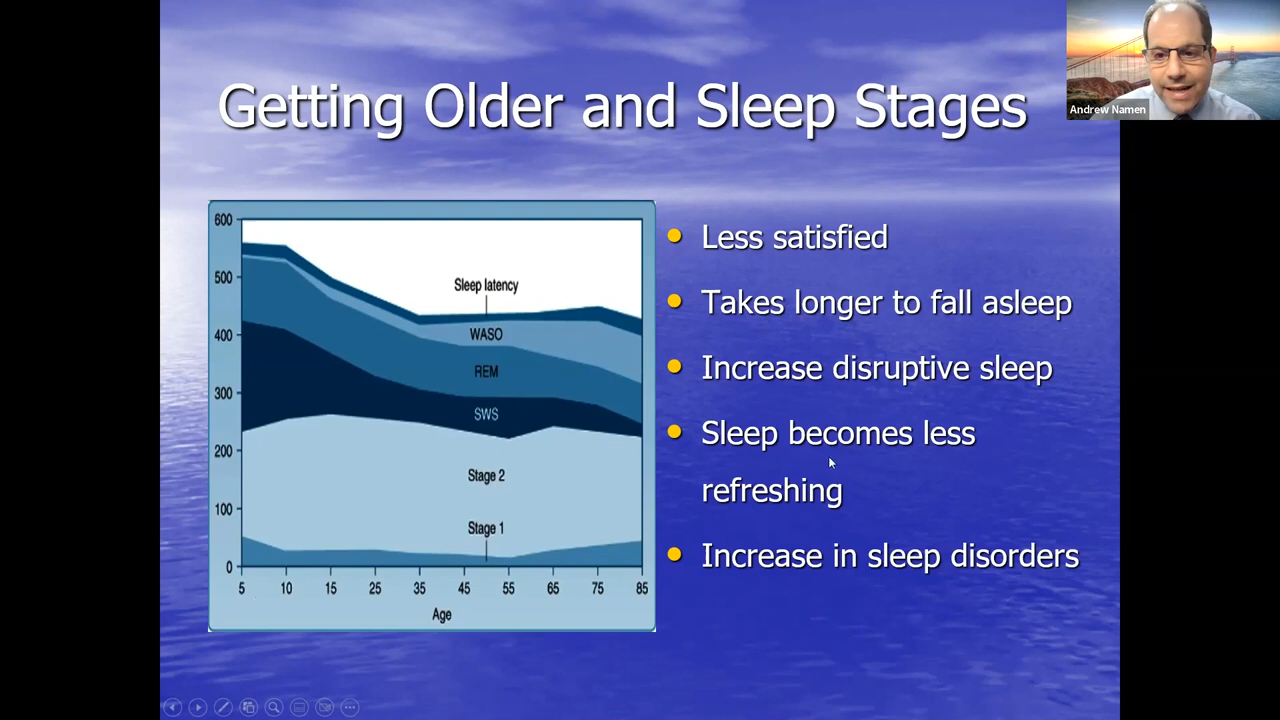 Getting Older and Sleep Stages
Andrew Namen
600
500
400
300
200
100
0
Sleep latency
WASO
REM
SWS
Stage 2
Stage 1
5 10 15 25 35 45 55 65 75 85
Age
Less satisfied
Takes longer to fall asleep
Increase disruptive sleep
Sleep becomes less
refreshing
Increase in sleep disorders